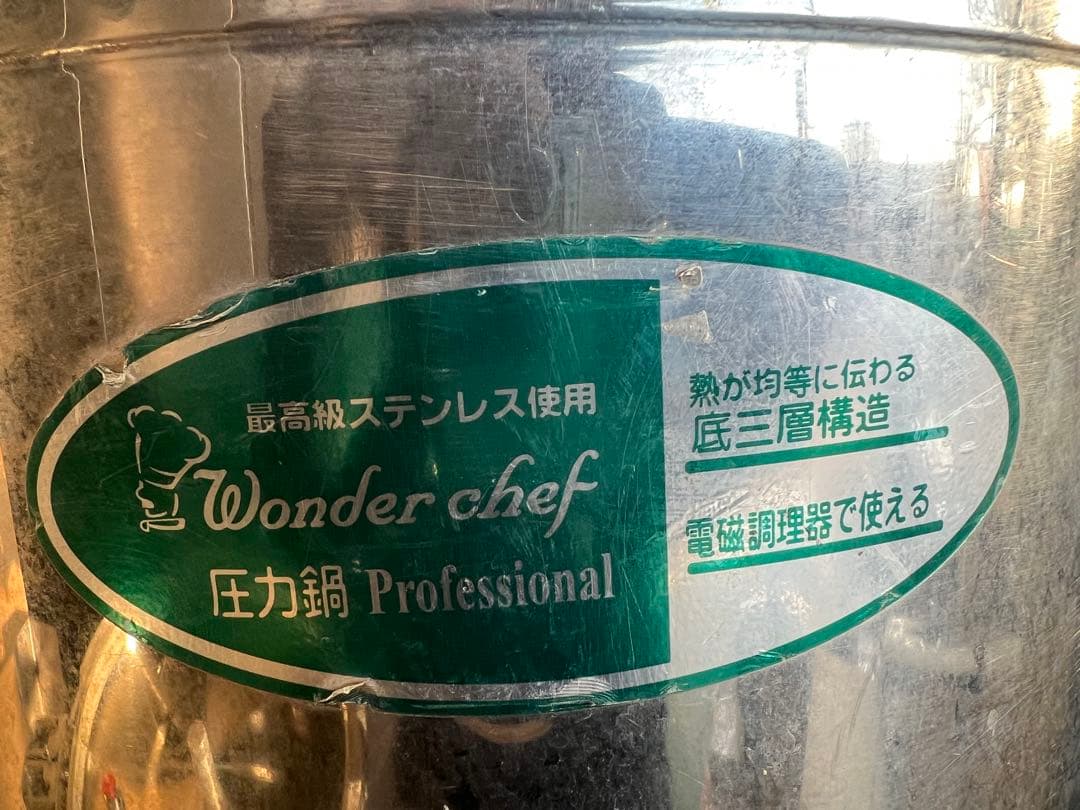 最高級ステンレス使用
Wonder chef
圧力鍋 Professional
熱が均等に伝わる
底三層構造
電磁調理器で使える